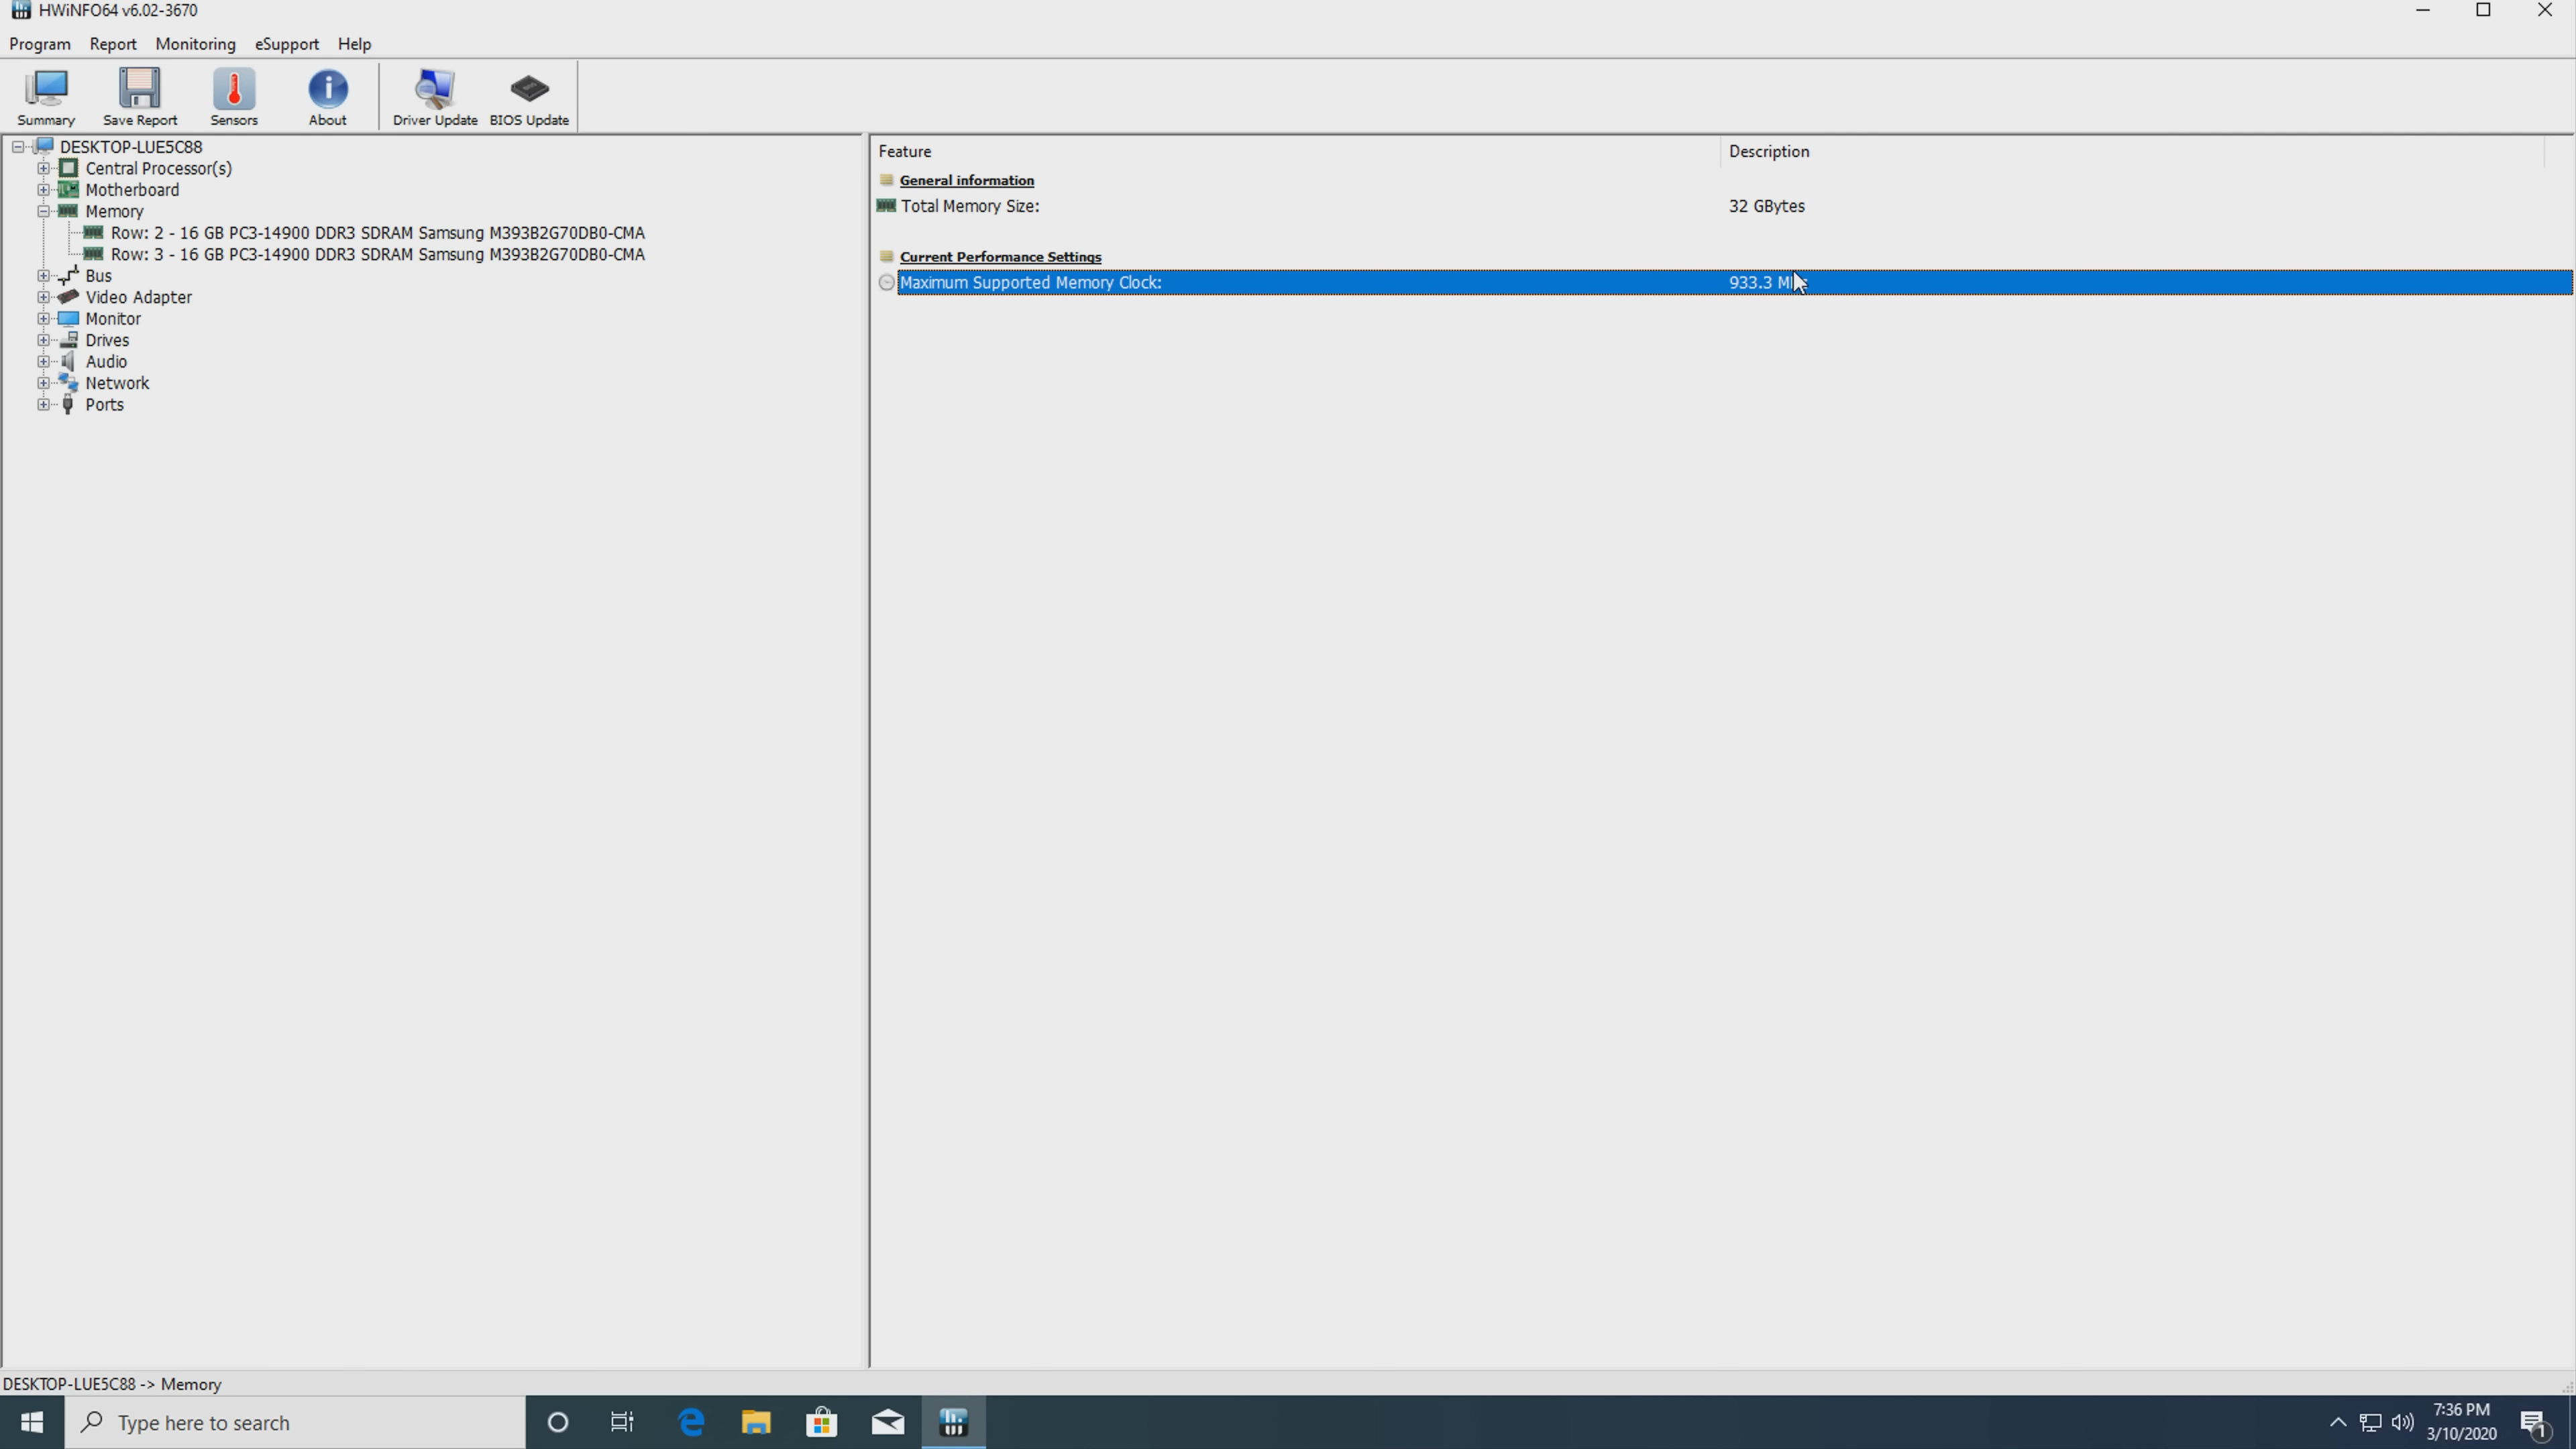 HWiNFO64 v6.02-3670
Program Report Monitoring eSupport Help
Summary Save Report Sensors About Driver Update BIOS Update
DESKTOP-LUE5C88
Central Processor(s)
Motherboard
Memory
Row: 2 - 16 GB PC3-14900 DDR3 SDRAM Samsung M393B2G70DB0-CMA
Row: 3 - 16 GB PC3-14900 DDR3 SDRAM Samsung M393B2G70DB0-CMA
Bus
Video Adapter
Monitor
Drives
Audio
Network
Ports
Feature Description
General information
Total Memory Size: 32 GBytes
Current Performance Settings
Maximum Supported Memory Clock: 933.3
DESKTOP-LUE5C88 -> Memory
Type here to search
7:36 PM
3/10/2020
1